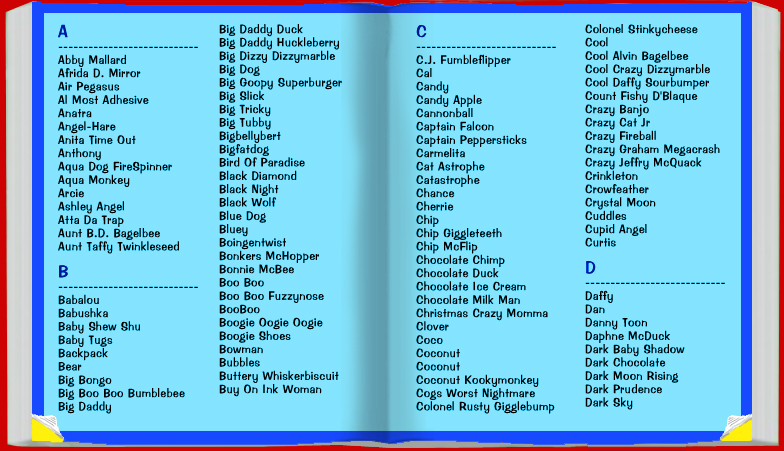 A
Abby Mallard
Afrida D. Mirror
Air Pegasus
Al Most Adhesive
Anatra
Angel-Hare
Anita Time Out
Anthony
Aqua Dog FireSpinner
Aqua Monkey
Arcie
Ashley Angel
Atta Da Trap
Aunt B.D. Bagelbee
Aunt Taffy Twinkleseed
B
Babalou
Babushka
Baby Shew Shu
Baby Tugs
Backpack
Bear
Big Bongo
Big Boo Boo Bumblebee
Big Daddy
Big Daddy Duck
Big Daddy Huckleberry
Big Dizzy Dizzymarble
Big Dog
Big Goopy Superburger
Big Slick
Big Tricky
Big Tubby
Bigbellybert
Bigfatdog
Bird Of Paradise
Black Diamond
Black Night
Black Wolf
Blue Dog
Bluey
Boingentwist
Bonkers McHopper
Bonnie McBee
Boo Boo
Boo Boo Fuzzynose
BooBoo
Boogie Oogie Oogie
Boogie Shoes
Bowman
Bubbles
Buttery Whiskerbiscuit
Buy On Ink Woman
C
C.J. Fumbleflipper
Cal
Candy
Candy Apple
Cannonball
Captain Falcon
Captain Peppersticks
Carmelita
Cat Astrophe
Catastrophe
Chance
Cherrie
Chip
Chip Giggleteeth
Chip McFlip
Chocolate Chimp
Chocolate Duck
Chocolate Ice Cream
Chocolate Milk Man
Christmas Crazy Momma
Clover
Coco
Coconut
Coconut
Coconut Kookymonkey
Cogs Worst Nightmare
Colonel Rusty Gigglebump
Colonel Stinkycheese
Cool
Cool Alvin Bagelbee
Cool Crazy Dizzymarble
Cool Daffy Sourbumper
Count Fishy D'Blaque
Crazy Banjo
Crazy Cat Jr
Crazy Fireball
Crazy Graham Megacrash
Crazy Jeffry McQuack
Crinkleton
Crowfeather
Crystal Moon
Cuddles
Cupid Angel
Curtis
D
Daffy
Dan
Danny Toon
Daphne McDuck
Dark Baby Shadow
Dark Chocolate
Dark Moon Rising
Dark Prudence
Dark Sky